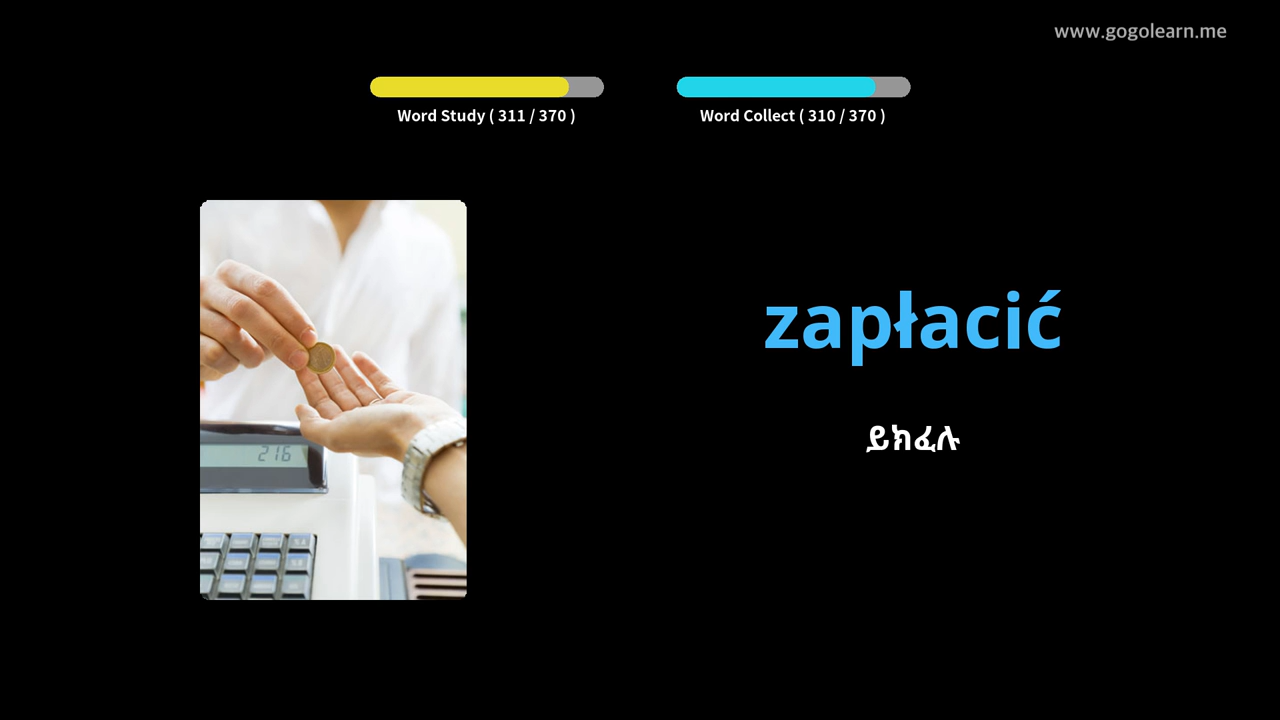 www.gogolearn.me
Word Study ( 311 / 370 )
Word Collect ( 310 / 370 )
zapłacić
216
ይክፈሉ